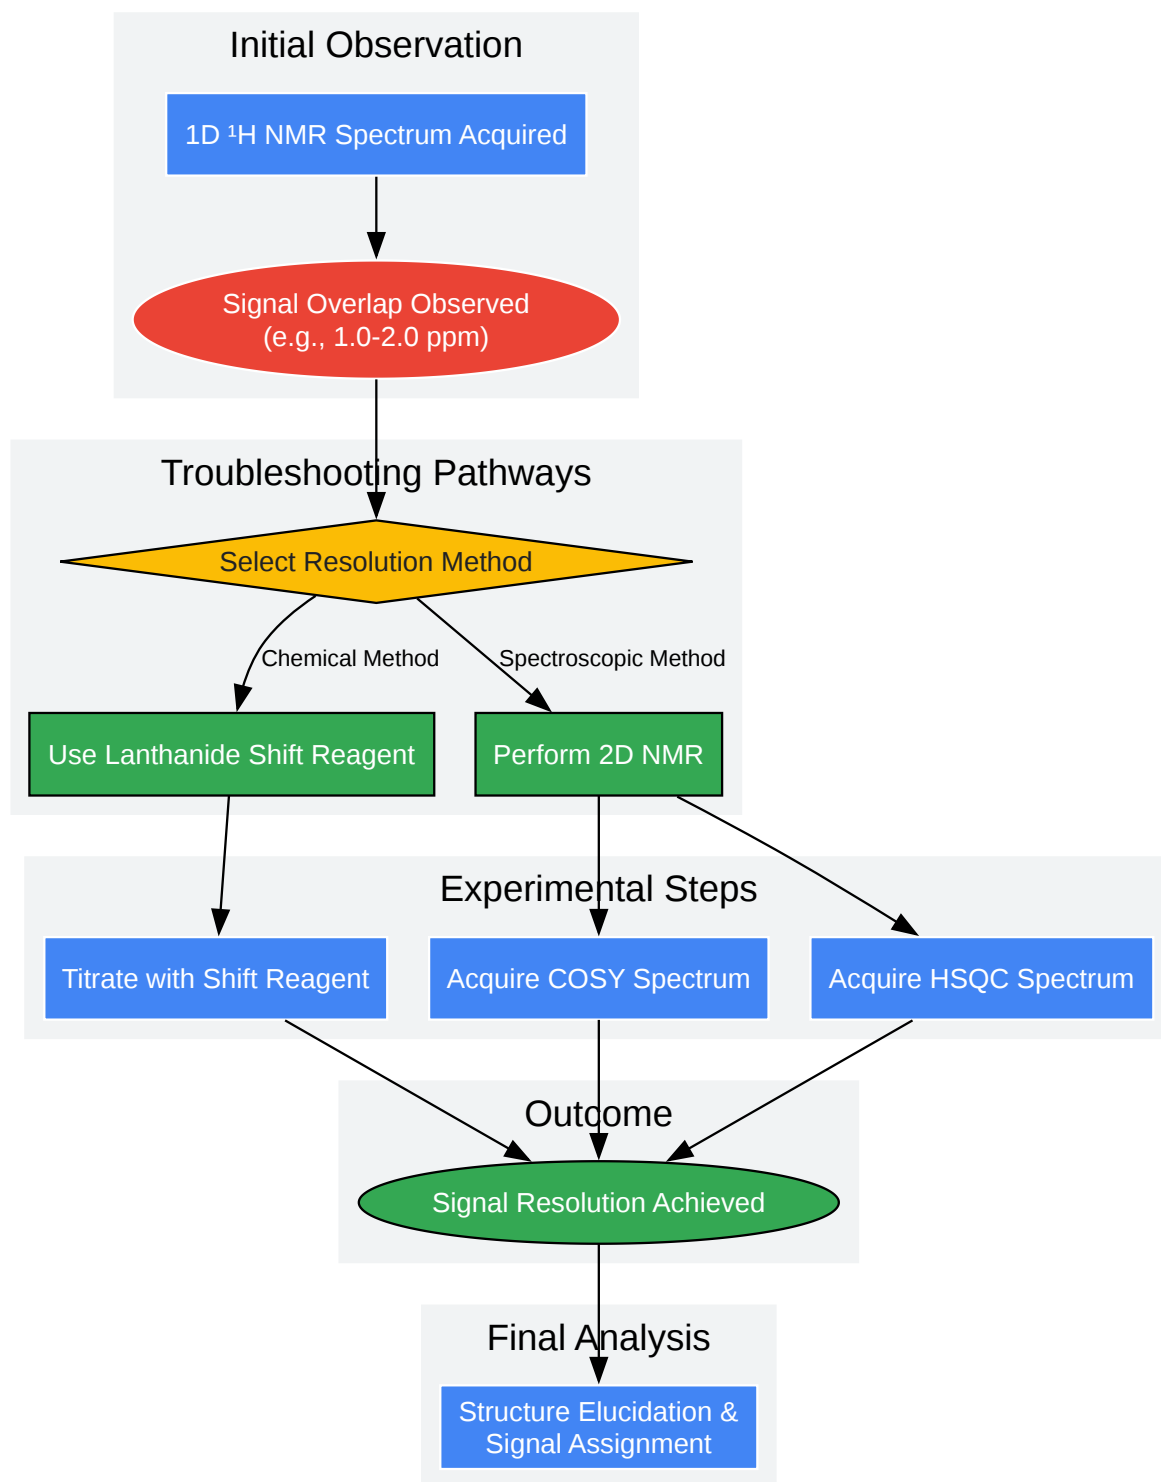 Initial Observation
1D ¹H NMR Spectrum Acquired
Signal Overlap Observed
(e.g., 1.0-2.0 ppm)
Troubleshooting Pathways
Select Resolution Method
Chemical Method
Spectroscopic Method
Use Lanthanide Shift Reagent
Perform 2D NMR
Experimental Steps
Titrate with Shift Reagent
Acquire COSY Spectrum
Acquire HSQC Spectrum
Outcome
Signal Resolution Achieved
Final Analysis
Structure Elucidation &
Signal Assignment